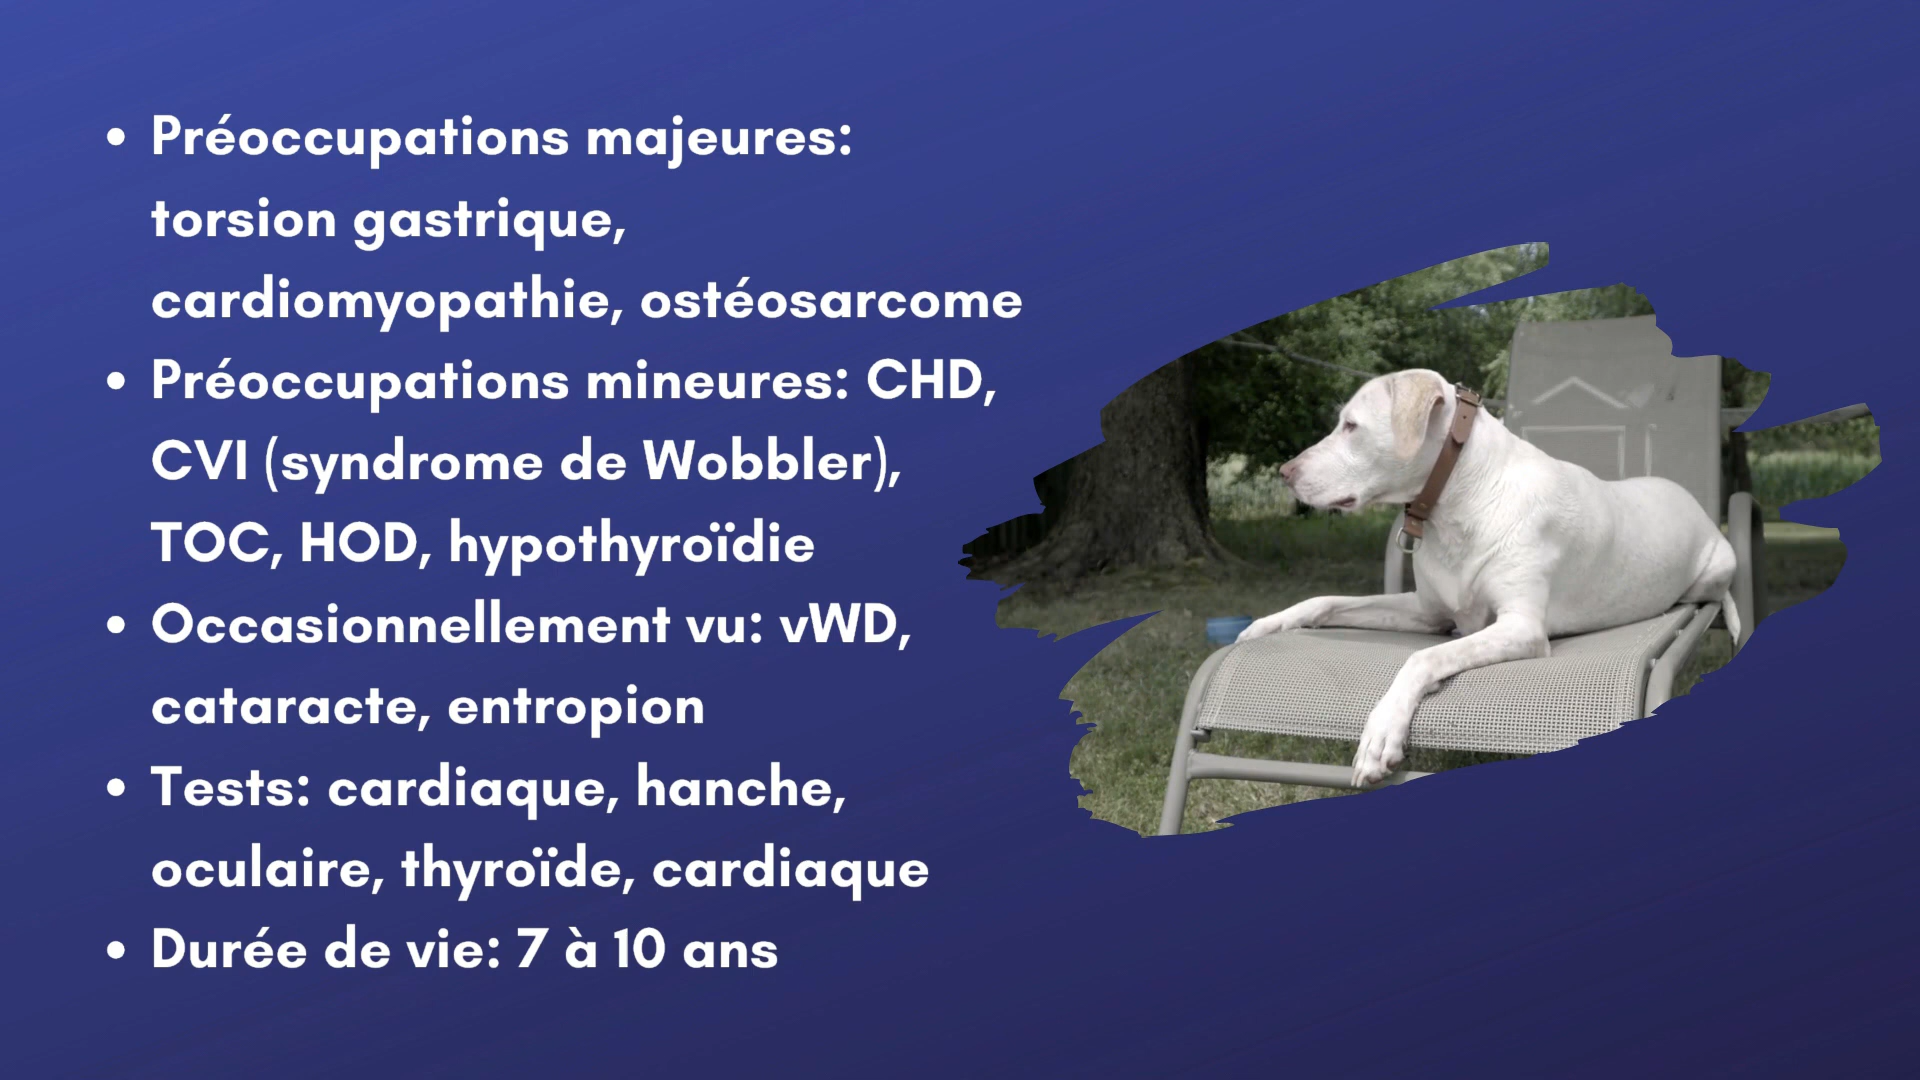 • Préoccupations majeures:
torsion gastrique,
cardiomyopathie, ostéosarcome
• Préoccupations mineures: CHD,
CVI (syndrome de Wobbler),
TOC, HOD, hypothyroïdie
• Occasionnellement vu: vWD,
cataracte, entropion
• Tests: cardiaque, hanche,
oculaire, thyroïde, cardiaque
• Durée de vie: 7 à 10 ans